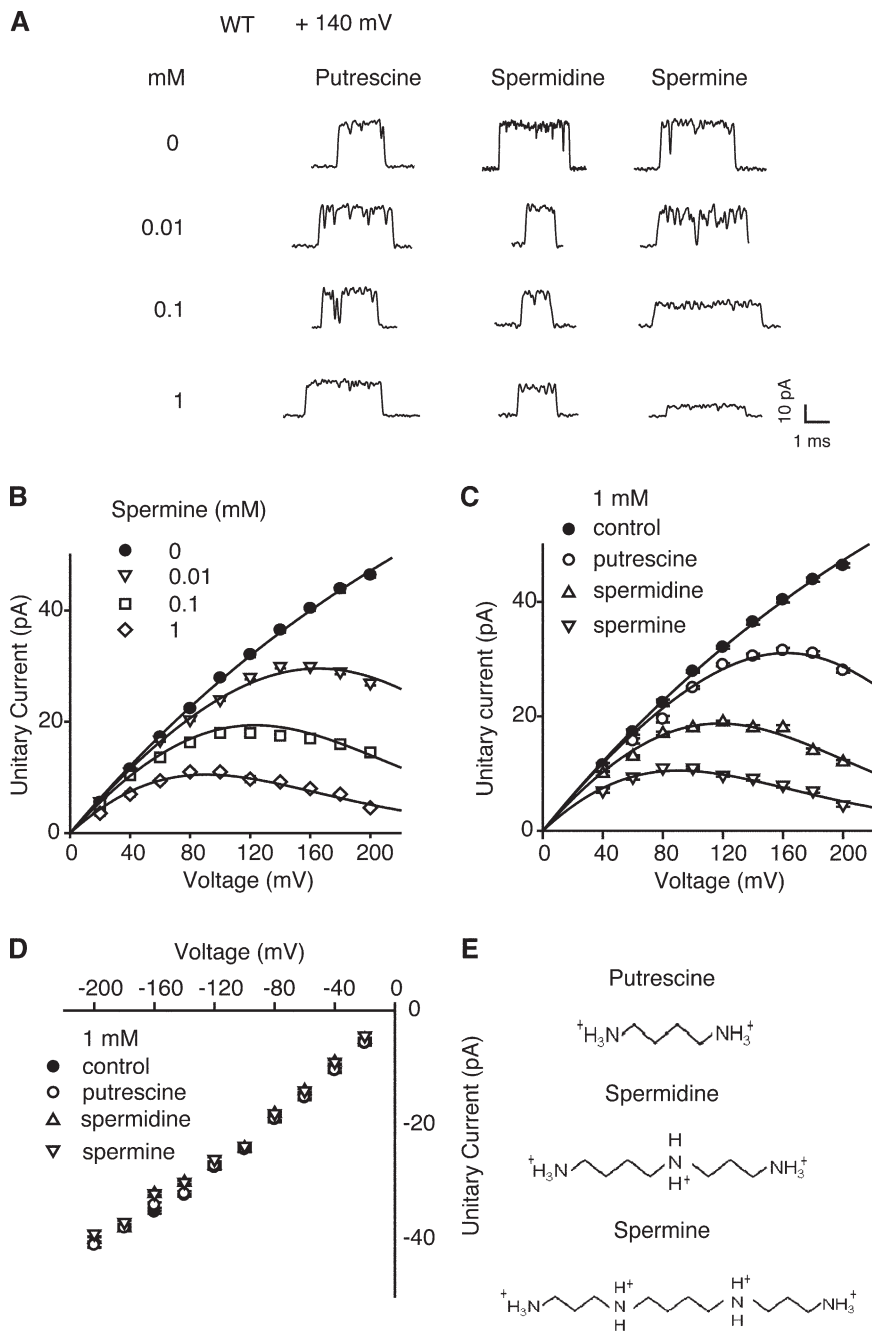 A
WT + 140 mV
mM Putrescine Spermidine Spermine
0
0.01
0.1
1
10 pA
1 ms
B
Spermine (mM)
0
0.01
0.1
1
Unitary Current (pA)
40
20
0
0 40 80 120 160 200
Voltage (mV)
C
1 mM
control
putrescine
spermidine
spermine
Unitary current (pA)
40
20
0
0 40 80 120 160 200
Voltage (mV)
D
Voltage (mV)
-200 -160 -120 -80 -40 0
0
1 mM
control
putrescine
spermidine
spermine
-20
-40
Unitary Current (pA)
E
Putrescine
+H3N NH3+
Spermidine
H
+H3N N NH3+
H+
Spermine
H+ H+
+H3N N N NH3+
H H